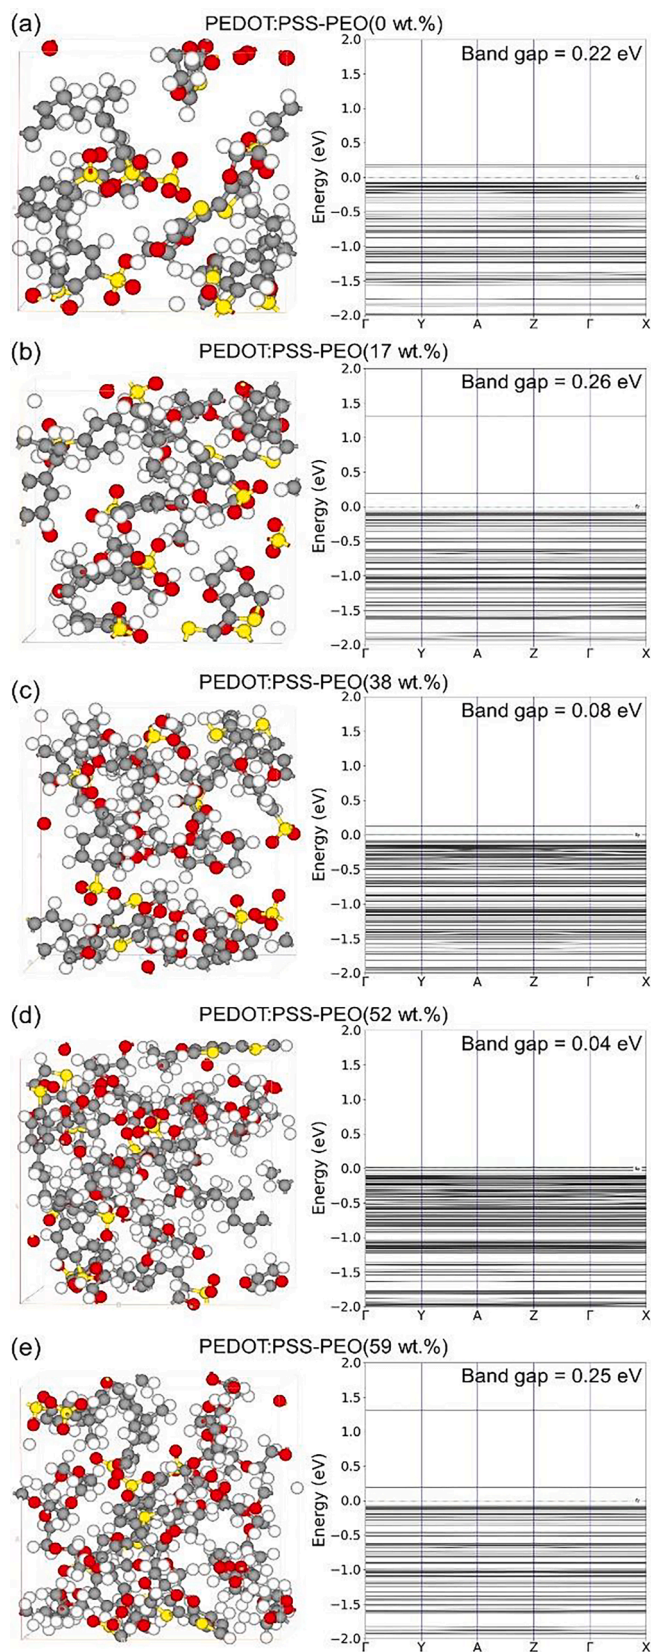 (a)
PEDOT:PSS-PEO(0 wt.%)
Band gap = 0.22 eV
Energy (eV)
2.0
1.5
1.0
0.5
0.0
−0.5
−1.0
−1.5
−2.0
Γ Y A Z Γ X
(b)
PEDOT:PSS-PEO(17 wt.%)
Band gap = 0.26 eV
Energy (eV)
2.0
1.5
1.0
0.5
0.0
−0.5
−1.0
−1.5
−2.0
Γ Y A Z Γ X
(c)
PEDOT:PSS-PEO(38 wt.%)
Band gap = 0.08 eV
Energy (eV)
2.0
1.5
1.0
0.5
0.0
−0.5
−1.0
−1.5
−2.0
Γ Y A Z Γ X
(d)
PEDOT:PSS-PEO(52 wt.%)
Band gap = 0.04 eV
Energy (eV)
2.0
1.5
1.0
0.5
0.0
−0.5
−1.0
−1.5
−2.0
Γ Y A Z Γ X
(e)
PEDOT:PSS-PEO(59 wt.%)
Band gap = 0.25 eV
Energy (eV)
2.0
1.5
1.0
0.5
0.0
−0.5
−1.0
−1.5
−2.0
Γ Y A Z Γ X